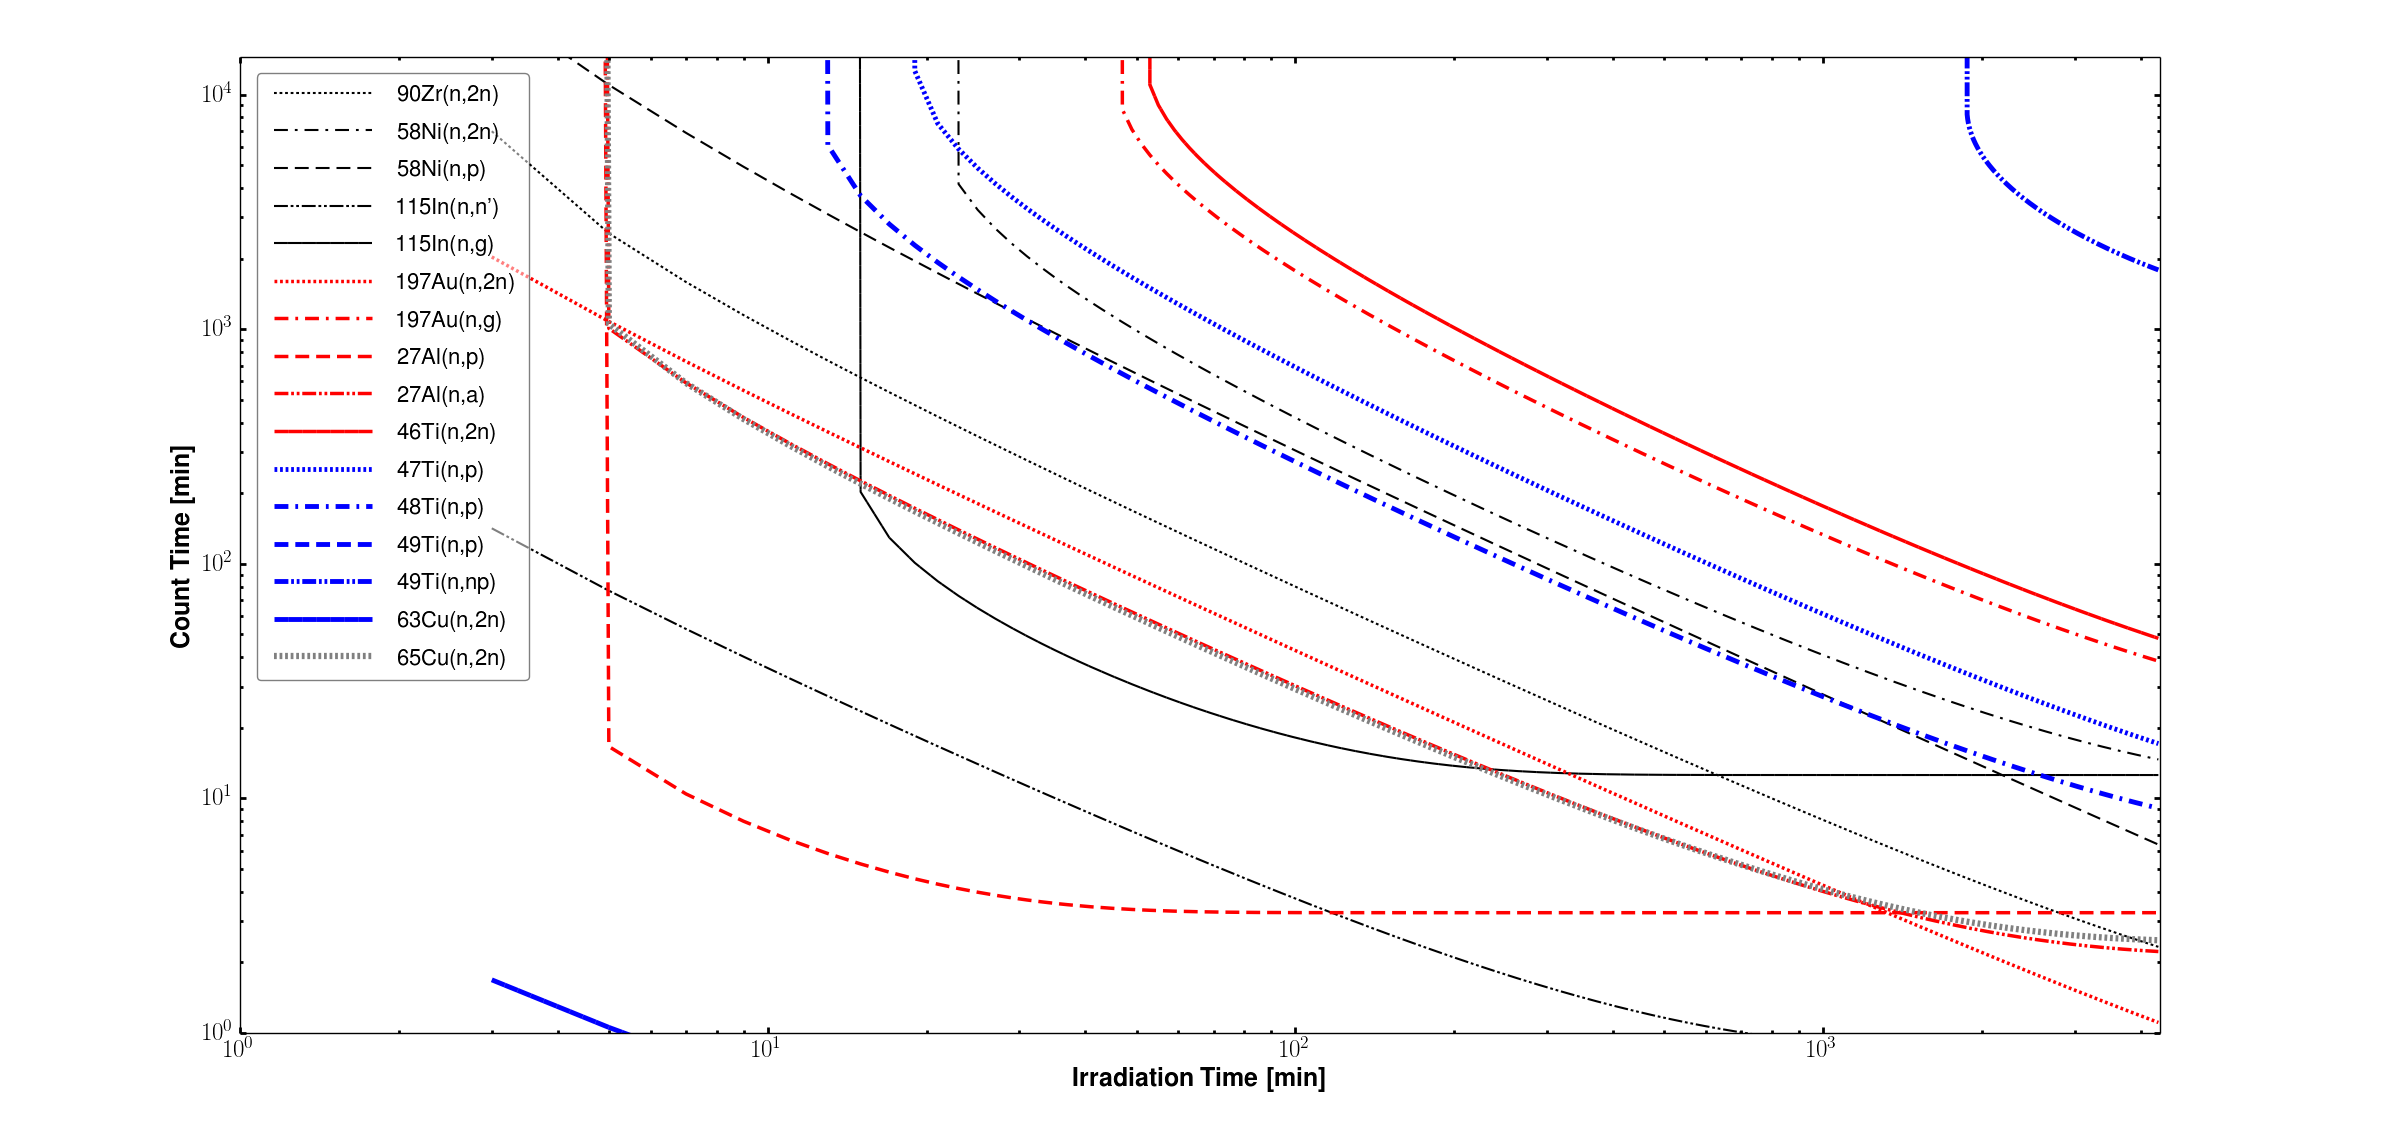 10^4
10^3
10^2
10^1
10^0
Count Time [min]
90Zr(n,2n)
58Ni(n,2n)
58Ni(n,p)
115In(n,n')
115In(n,g)
197Au(n,2n)
197Au(n,g)
27Al(n,p)
27Al(n,a)
46Ti(n,2n)
47Ti(n,p)
48Ti(n,p)
49Ti(n,p)
49Ti(n,np)
63Cu(n,2n)
65Cu(n,2n)
10^0 10^1 10^2 10^3
Irradiation Time [min]